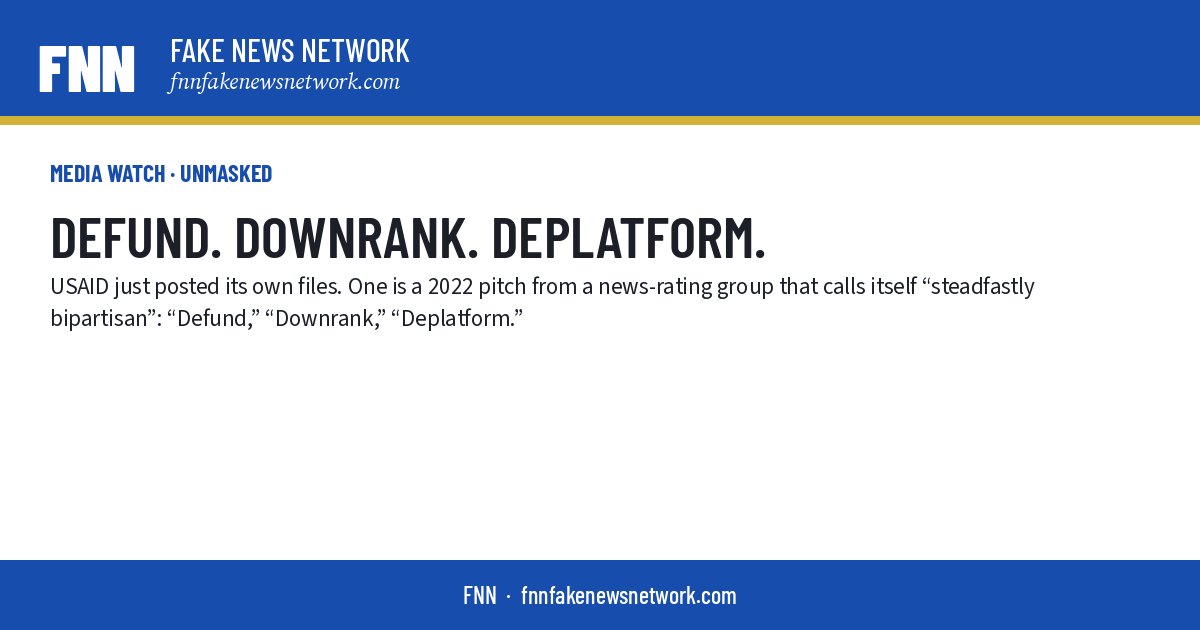 FNN
FAKE NEWS NETWORK
fnnfakenewsnetwork.com
MEDIA WATCH · UNMASKED
DEFUND. DOWNRANK. DEPLATFORM.
USAID just posted its own files. One is a 2022 pitch from a news-rating group that calls itself “steadfastly
bipartisan”: “Defund,” “Downrank,” “Deplatform.”
FNN · fnnfakenewsnetwork.com